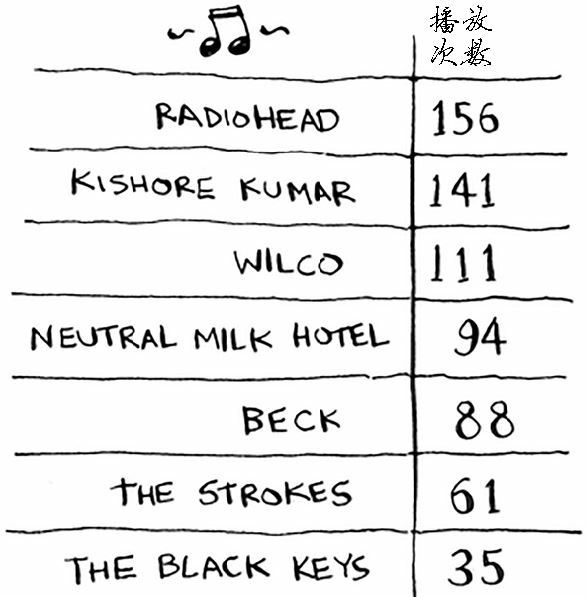 播放
次数
RADIOHEAD 156
KISHORE KUMAR 141
WILCO 111
NEUTRAL MILK HOTEL 94
BECK 88
THE STROKES 61
THE BLACK KEYS 35